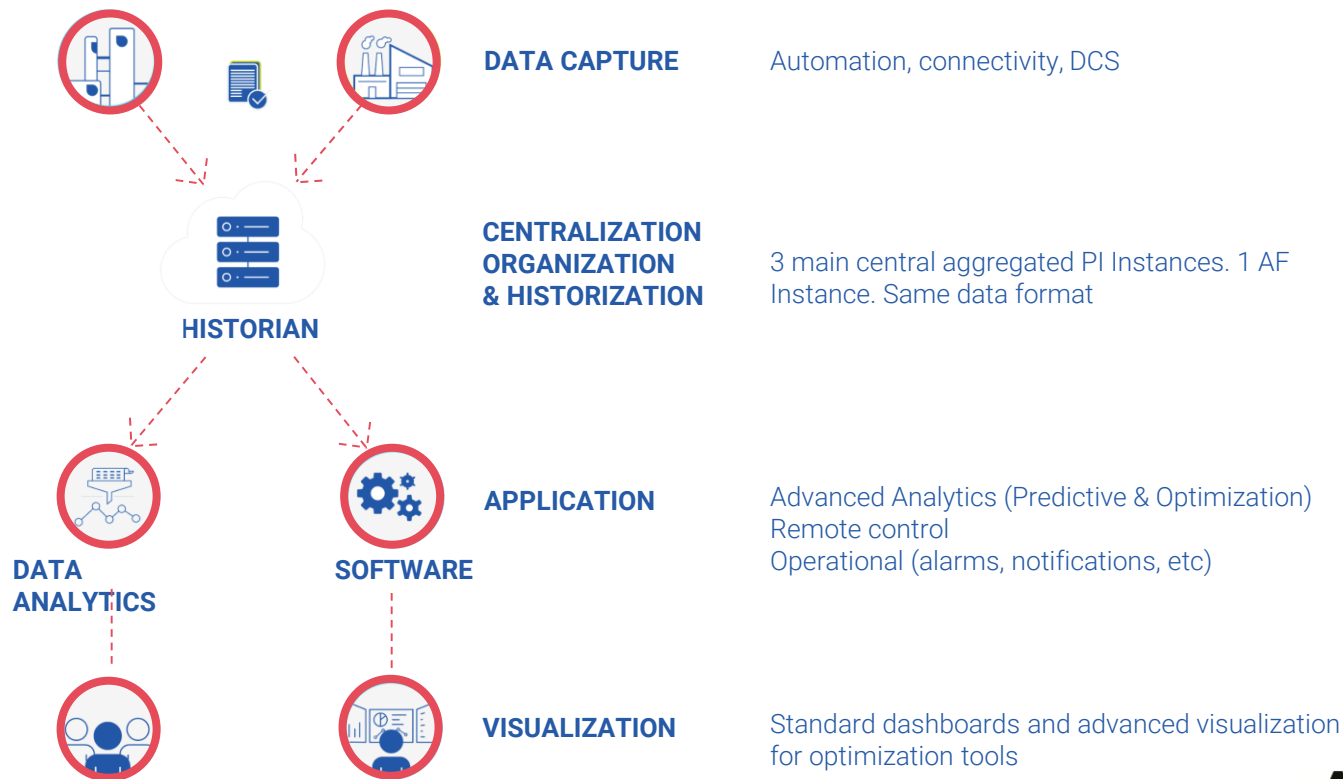 DATA CAPTURE
Automation, connectivity, DCS
CENTRALIZATION
ORGANIZATION
& HISTORIZATION
3 main central aggregated PI Instances. 1 AF
Instance. Same data format
HISTORIAN
APPLICATION
Advanced Analytics (Predictive & Optimization)
Remote control
Operational (alarms, notifications, etc)
DATA
ANALYTICS
SOFTWARE
VISUALIZATION
Standard dashboards and advanced visualization
for optimization tools